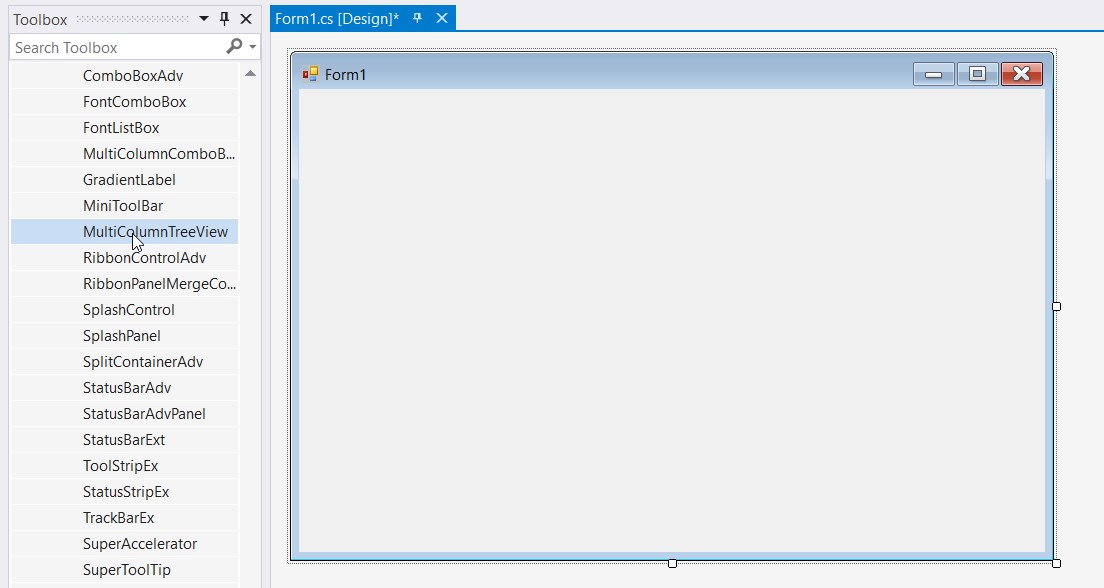 Toolbox
Form1.cs [Design]*
Search Toolbox
Form1
ComboBoxAdv
FontComboBox
FontListBox
MultiColumnComboB...
GradientLabel
MiniToolBar
MultiColumnTreeView
RibbonControlAdv
RibbonPanelMergeCo...
SplashControl
SplashPanel
SplitContainerAdv
StatusBarAdv
StatusBarAdvPanel
StatusBarExt
ToolStripEx
StatusStripEx
TrackBarEx
SuperAccelerator
SuperToolTip